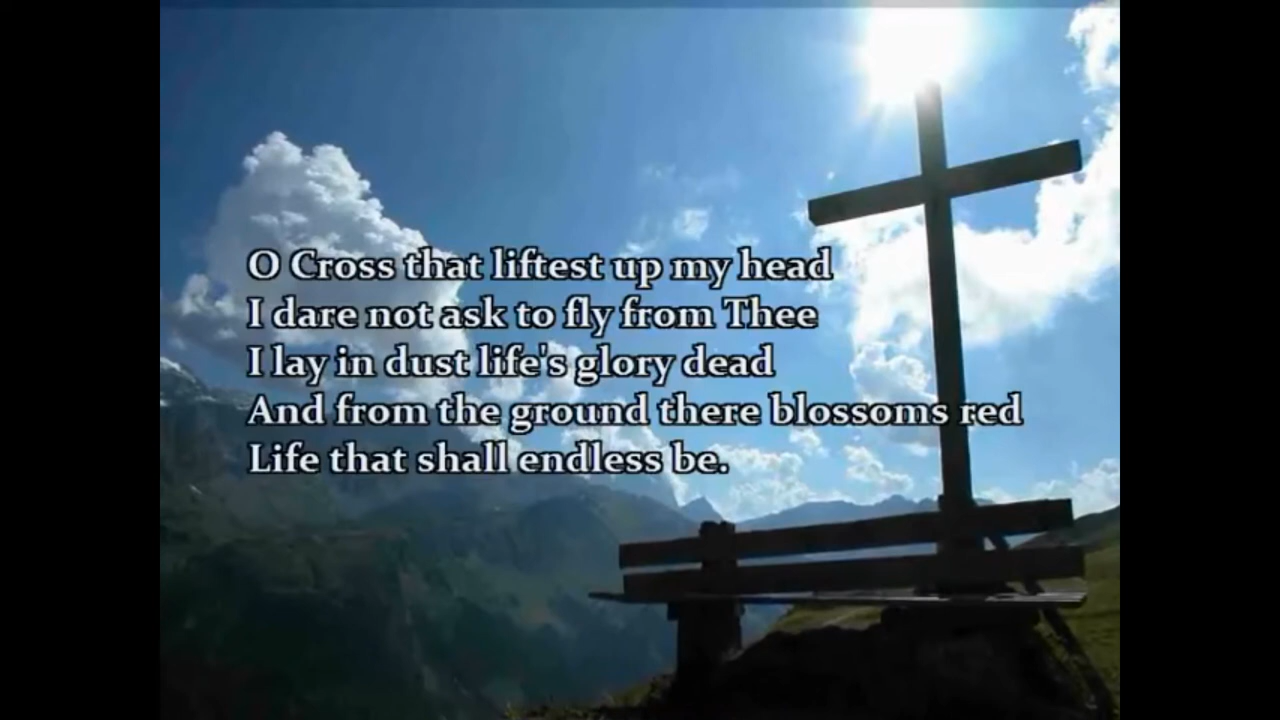 O Cross that liftest up my head
I dare not ask to fly from Thee
I lay in dust life's glory dead
And from the ground there blossoms red
Life that shall endless be.